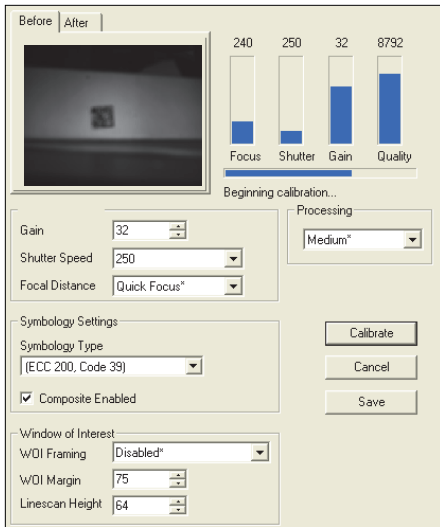 Before After
240 250 32 8792
Focus Shutter Gain Quality
Beginning calibration...
Processing
Medium*
Gain 32
Shutter Speed 250
Focal Distance Quick Focus*
Symbology Settings
Symbology Type
(ECC 200, Code 39)
Composite Enabled
Calibrate
Cancel
Save
Window of Interest
WOI Framing Disabled*
WOI Margin 75
Linescan Height 64